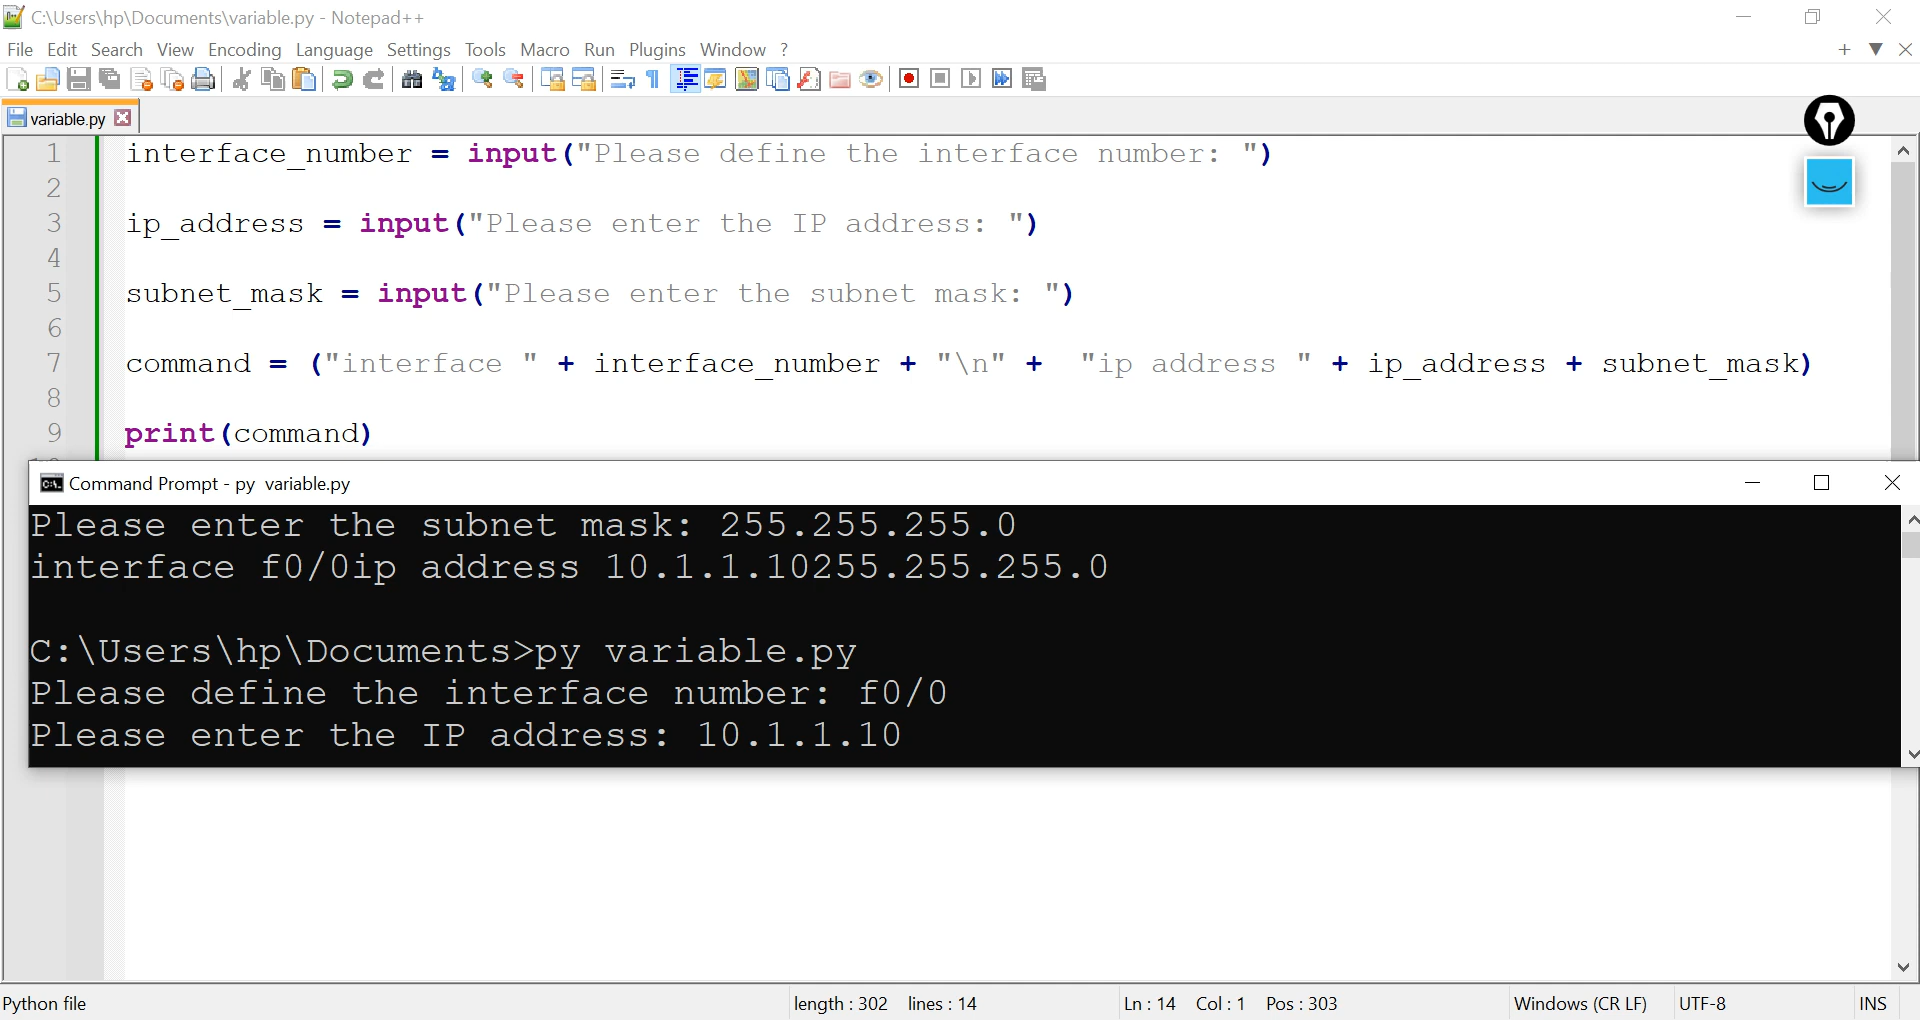 C:\Users\hp\Documents\variable.py - Notepad++
File Edit Search View Encoding Language Settings Tools Macro Run Plugins Window ?
variable.py
1 interface_number = input("Please define the interface number: ")
2
3 ip_address = input("Please enter the IP address: ")
4
5 subnet_mask = input("Please enter the subnet mask: ")
6
7 command = ("interface " + interface_number + "\n" +  "ip address " + ip_address + subnet_mask)
8
9 print(command)
Command Prompt - py  variable.py
Please enter the subnet mask: 255.255.255.0
interface f0/0ip address 10.1.1.10255.255.255.0
C:\Users\hp\Documents>py variable.py
Please define the interface number: f0/0
Please enter the IP address: 10.1.1.10
Python file length : 302 lines : 14 Ln : 14 Col : 1 Pos : 303 Windows (CR LF) UTF-8 INS